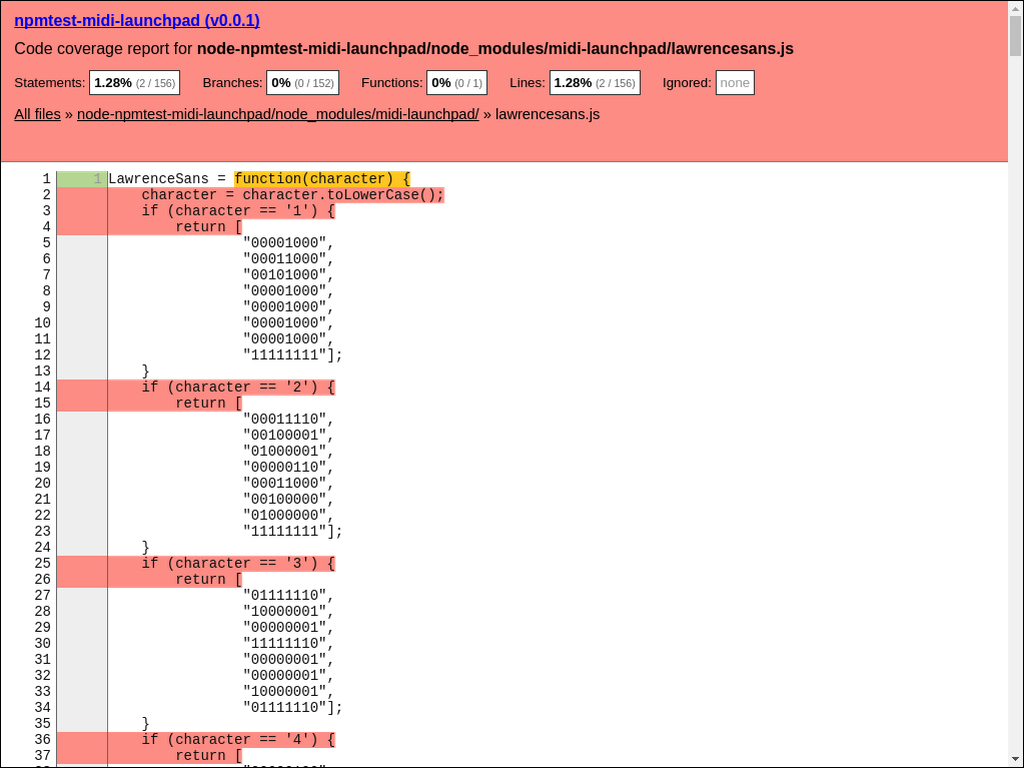 npmtest-midi-launchpad (v0.0.1)
Code coverage report for node-npmtest-midi-launchpad/node_modules/midi-launchpad/lawrencesans.js
Statements: 1.28% (2 / 156) Branches: 0% (0 / 152) Functions: 0% (0 / 1) Lines: 1.28% (2 / 156) Ignored: none
All files » node-npmtest-midi-launchpad/node_modules/midi-launchpad/ » lawrencesans.js
1 1 LawrenceSans = function(character) {
2 character = character.toLowerCase();
3 if (character == '1') {
4 return [
5 "00001000",
6 "00011000",
7 "00101000",
8 "00001000",
9 "00001000",
10 "00001000",
11 "00001000",
12 "11111111"];
13 }
14 if (character == '2') {
15 return [
16 "00011110",
17 "00100001",
18 "01000001",
19 "00000110",
20 "00011000",
21 "00100000",
22 "01000000",
23 "11111111"];
24 }
25 if (character == '3') {
26 return [
27 "01111110",
28 "10000001",
29 "00000001",
30 "11111110",
31 "00000001",
32 "00000001",
33 "10000001",
34 "01111110"];
35 }
36 if (character == '4') {
37 return [